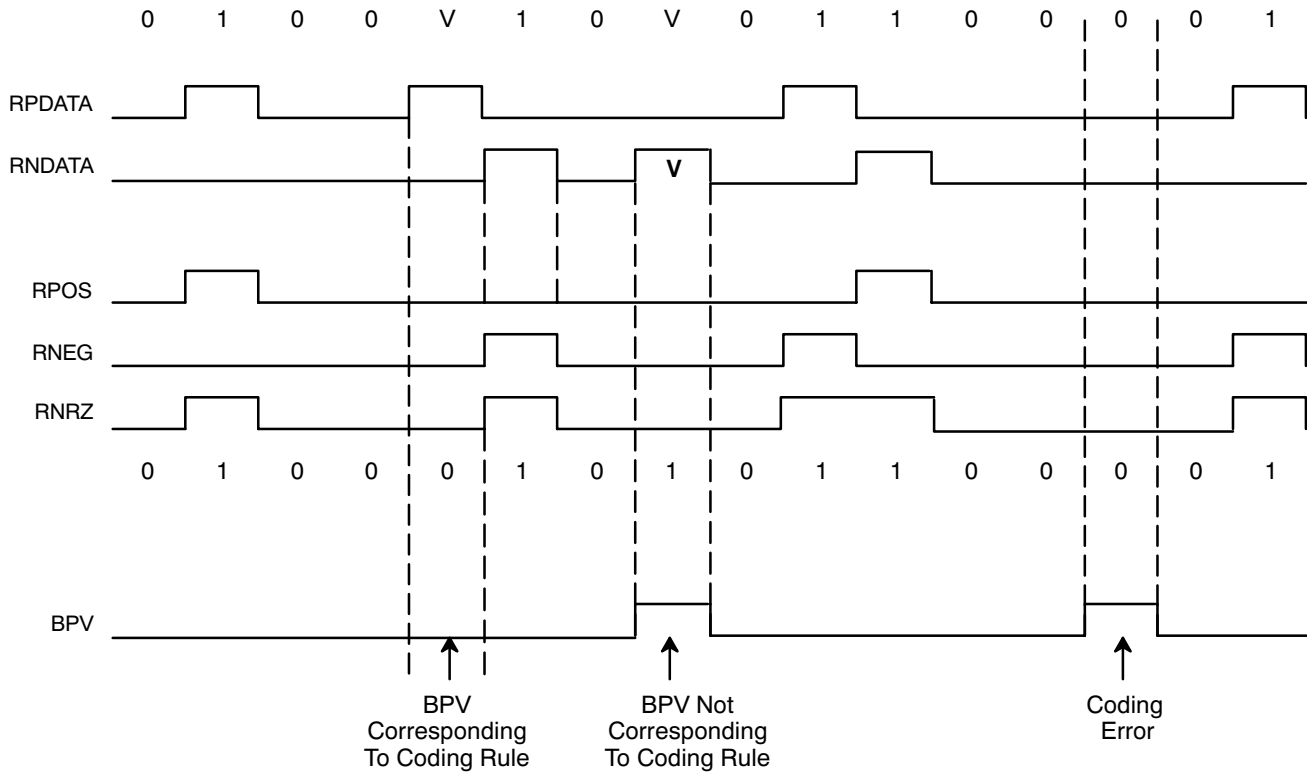 0 1 0 0 V 1 0 V 0 1 1 0 0 0 0 1
RPDATA
RNDATA
V
RPOS
RNEG
RNRZ
0 1 0 0 0 1 0 1 0 1 1 0 0 0 0 1
BPV
BPV
Corresponding
To Coding Rule
BPV Not
Corresponding
To Coding Rule
Coding
Error